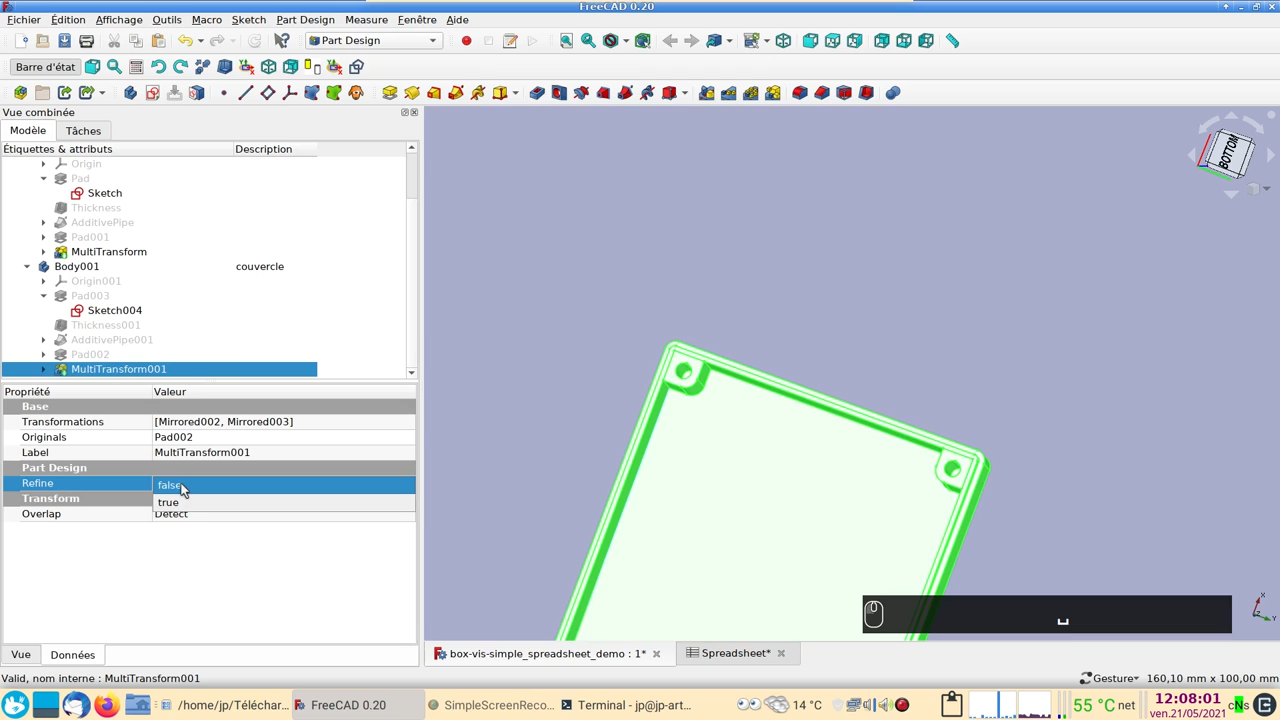 FreeCAD 0.20
Fichier Édition Affichage Outils Macro Sketch Part Design Measure Fenêtre Aide
Part Design
Barre d'état
Vue combinée
Modèle Tâches
Étiquettes & attributs Description
Origin
Pad
Sketch
Thickness
AdditivePipe
Pad001
MultiTransform
Body001 couvercle
Origin001
Pad003
Sketch004
Thickness001
AdditivePipe001
Pad002
MultiTransform001
Propriété Valeur
Base
Transformations [Mirrored002, Mirrored003]
Originals Pad002
Label MultiTransform001
Part Design
Refine false
true
Transform
Overlap Detect
BOTTOM
Vue Données
box-vis-simple_spreadsheet_demo : 1* Spreadsheet*
Valid, nom interne : MultiTransform001 Gesture 160,10 mm x 100,00 mm
/home/jp/Téléchar... FreeCAD 0.20 SimpleScreenReco... Terminal - jp@jp-art... 14 °C 55 °C net 12:08:01 cNs
ven.21/05/2021